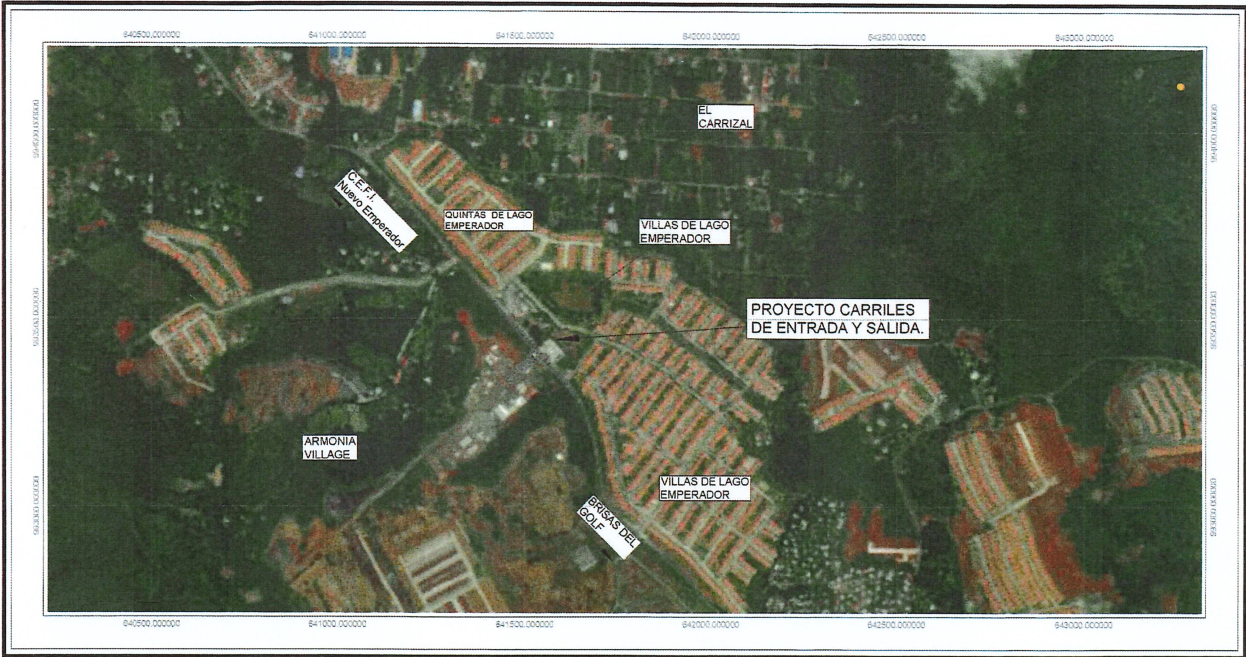 640500.000000
641000.000000
641500.000000
642000.000000
642500.000000
643000.000000
EL
CARRIZAL
C.E.F.I.
Nuevo Emperador
QUINTAS DE LAGO
EMPERADOR
VILLAS DE LAGO
EMPERADOR
PROYECTO CARRILES
DE ENTRADA Y SALIDA.
ARMONIA
VILLAGE
VILLAS DE LAGO
EMPERADOR
BRISAS DEL
GOLF
640500.000000
641000.000000
641500.000000
642000.000000
642500.000000
643000.000000